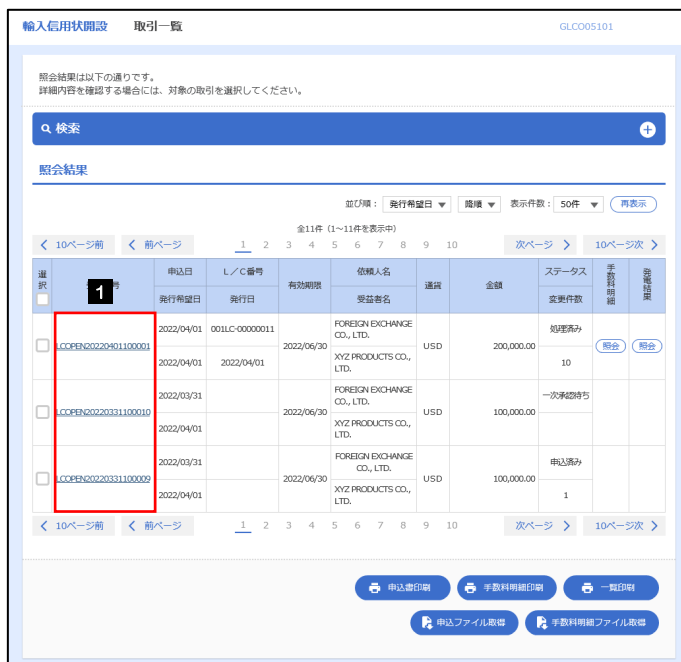 輸入信用状開設 取引一覧 GLCO05101
照会結果は以下の通りです。
詳細内容を確認する場合には、対象の取引を選択してください。
検索
照会結果
並び順： 発行希望日 ▼ 降順 ▼ 表示件数： 50件 ▼ 再表示
全11件（1～11件を表示中）
10ページ前 前ページ 1 2 3 4 5 6 7 8 9 10 次ページ 10ページ次
選択 1 号 申込日 L／C番号 有効期限 依頼人名 通貨 金額 ステータス 手数料明細 発電結果
発行希望日 発行日 受益者名 変更件数
LCOPEN20220401100001 2022/04/01 001LC-00000011 2022/06/30 FOREIGN EXCHANGE CO., LTD. USD 200,000.00 処理済み 照会 照会
2022/04/01 2022/04/01 XYZ PRODUCTS CO., LTD. 10
LCOPEN20220331100010 2022/03/31 2022/06/30 FOREIGN EXCHANGE CO., LTD. USD 100,000.00 一次承認待ち
2022/04/01 XYZ PRODUCTS CO., LTD.
LCOPEN20220331100009 2022/03/31 2022/06/30 FOREIGN EXCHANGE CO., LTD. USD 100,000.00 申込済み
2022/04/01 XYZ PRODUCTS CO., LTD. 1
10ページ前 前ページ 1 2 3 4 5 6 7 8 9 10 次ページ 10ページ次
申込書印刷 手数料明細印刷 一覧印刷
申込ファイル取得 手数料明細ファイル取得